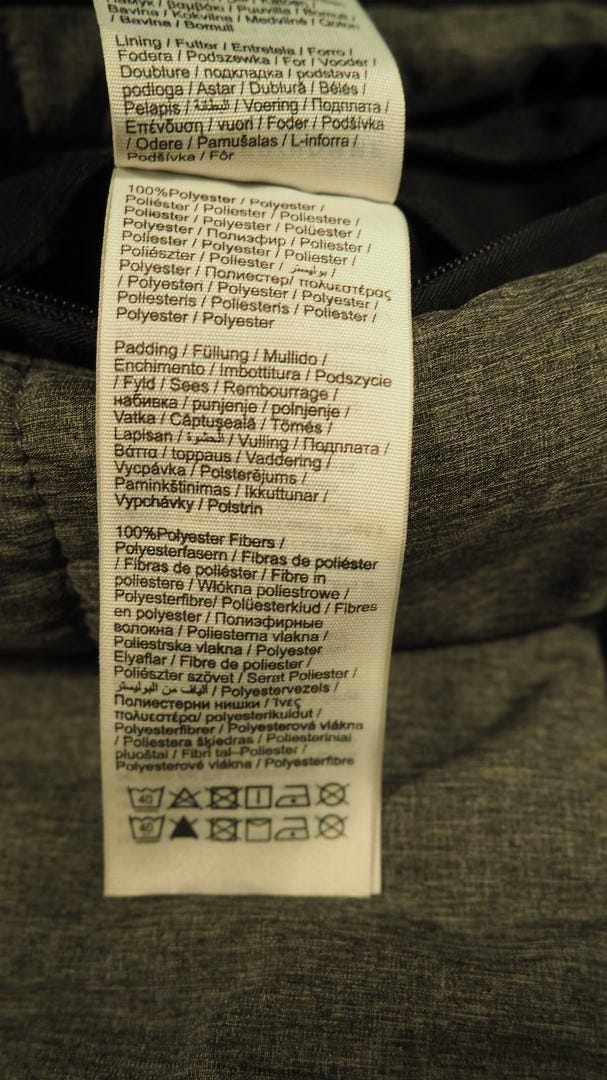 / Bavlna / Bomull
Lining / Futter / Entretela / Forro /
Fodera / Podszewka / For / Vooder /
Doublure / подкладка / podstava /
podloga / Astar / Dublură / Bélés /
Pelapis / البطانة / Voering / Подплата /
Επένδυση / vuori / Foder / Podšívka
/ Odere / Pamušalas / L-inforra /
Podšívka / Fór
100%Polyester / Polyester /
Poliéster / Poliester / Poliestere /
Poliester / Polyester / Polüester /
Polyester / Полиэфир / Poliester /
Poliester / Polyester / Poliester /
Poliészter / Poliester / بوليستر /
Polyester / Полиестер/ πολυεστέρας
/ Polyesteri / Polyester / Polyester /
Poliesteris / Poliesteris / Poliester /
Polyester / Polyester
Padding / Füllung / Mullido /
Enchimento / Imbottitura / Podszycie
/ Fyld / Sees / Rembourrage /
набивка / punjenje / polnjenje /
Vatka / Căptușeală / Tömés /
Lapisan / الحشوة / Vulling / Подплата /
Βάττα / toppaus / Vaddering /
Vycpávka / Polsterējums /
Paminkštinimas / Ikkuttunar /
Vypchávky / Polstrin
100%Polyester Fibers /
Polyesterfasern / Fibras de poliéster
/ Fibras de poliéster / Fibre in
poliestere / Włókna poliestrowe /
Polyesterfibre/ Polüesterkiud / Fibres
en polyester / Полиэфирные
волокна / Poliesterna vlakna /
Poliestrska vlakna / Polyester
Elyaflar / Fibre de poliester /
Poliészter szövet / Serat Poliester /
ألياف من البوليستر / Polyestervezels /
Полиестерни нишки / Ίνες
πολυεστέρα/ polyesterikuidut /
Polyesterfibrer / Polyesterová vlákna
/ Poliestera šķiedras / Poliesteriniai
pluoštai / Fibri tal-Poliester /
Polyesterové vlákna / Polyesterfibre
40
40